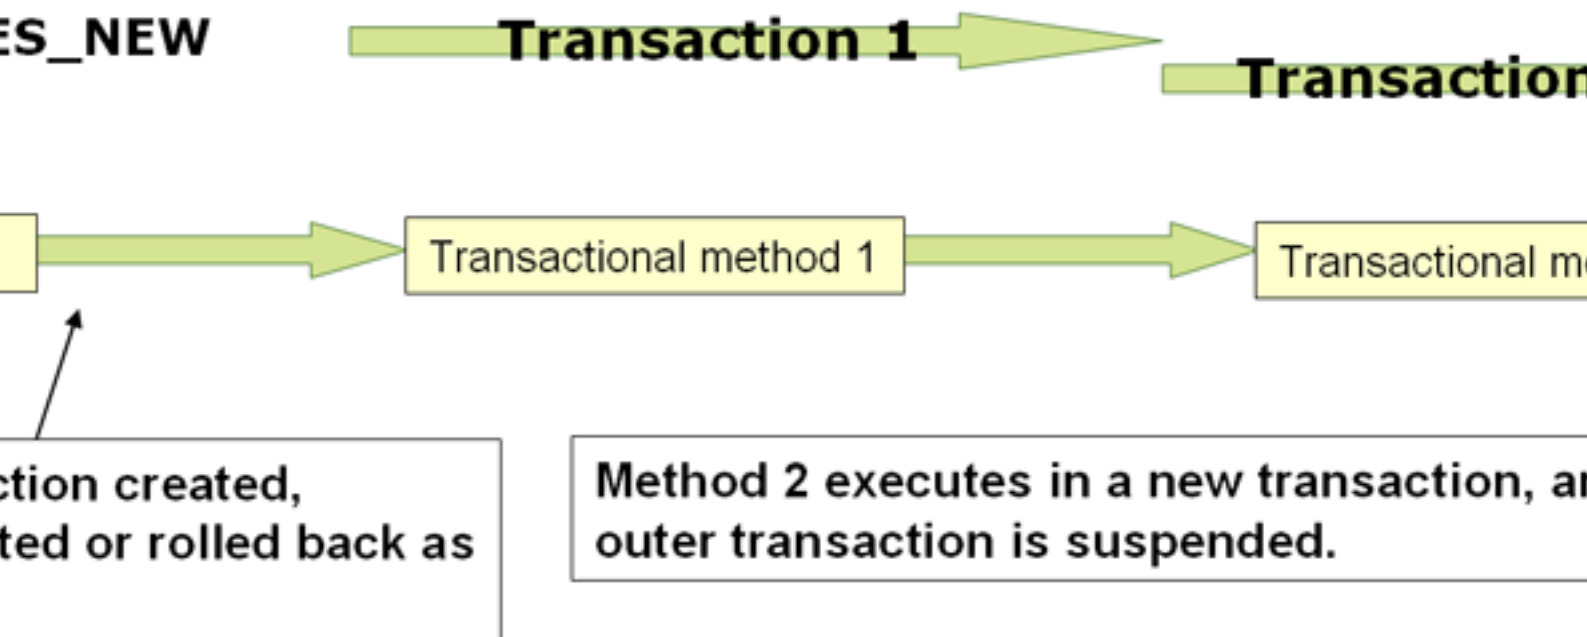 ES_NEW
Transaction 1
Transaction
Transactional method 1
Transactional me
ction created,
ted or rolled back as
Method 2 executes in a new transaction, an
outer transaction is suspended.